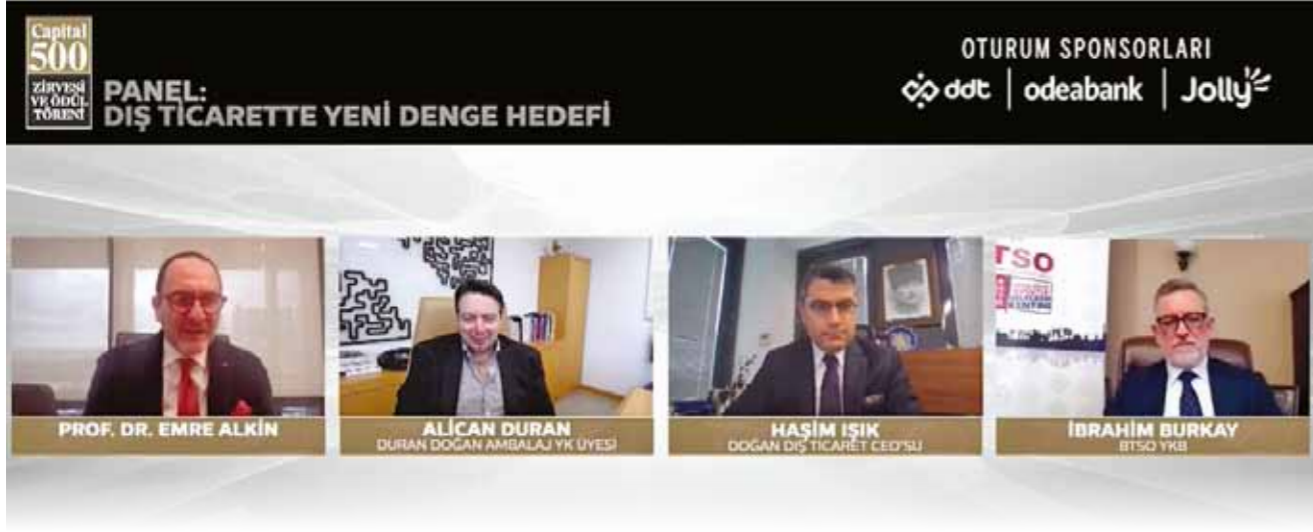 Capital
500
ZİRVESİ
VE ÖDÜL
TÖRENİ
PANEL:
DIŞ TİCARETTE YENİ DENGE HEDEFİ
OTURUM SPONSORLARI
ddt | odeabank | Jolly
TSO
PROF. DR. EMRE ALKİN
ALİCAN DURAN
DURAN DOĞAN AMBALAJ YK ÜYESİ
HAŞİM IŞIK
DOĞAN DIŞ TİCARET CEO'SU
İBRAHİM BURKAY
BTSO YKB